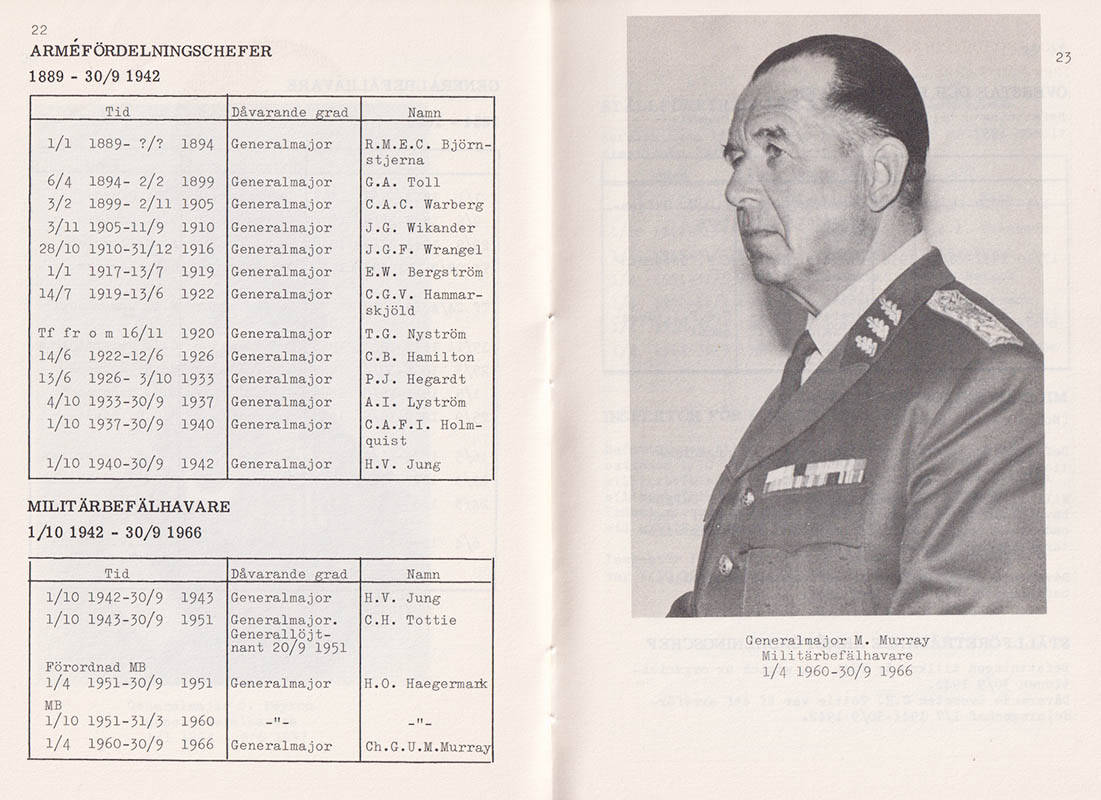 22
ARMÉFÖRDELNINGSCHEFER
1889 - 30/9 1942
Tid Dåvarande grad Namn
1/1 1889- ?/? 1894 Generalmajor R.M.E.C. Björn-
stjerna
6/4 1894- 2/2 1899 Generalmajor G.A. Toll
3/2 1899- 2/11 1905 Generalmajor C.A.C. Warberg
3/11 1905-11/9 1910 Generalmajor J.G. Wikander
28/10 1910-31/12 1916 Generalmajor J.G.F. Wrangel
1/1 1917-13/7 1919 Generalmajor E.W. Bergström
14/7 1919-13/6 1922 Generalmajor C.G.V. Hammar-
skjöld
Tf fr o m 16/11 1920 Generalmajor T.G. Nyström
14/6 1922-12/6 1926 Generalmajor C.B. Hamilton
13/6 1926- 3/10 1933 Generalmajor P.J. Hegardt
4/10 1933-30/9 1937 Generalmajor A.I. Lyström
1/10 1937-30/9 1940 Generalmajor C.A.F.I. Holm-
quist
1/10 1940-30/9 1942 Generalmajor H.V. Jung
MILITÄRBEFÄLHAVARE
1/10 1942 - 30/9 1966
Tid Dåvarande grad Namn
1/10 1942-30/9 1943 Generalmajor H.V. Jung
1/10 1943-30/9 1951 Generalmajor. C.H. Tottie
Generallöjt-
nant 20/9 1951
Förordnad MB
1/4 1951-30/9 1951 Generalmajor H.O. Haegermark
MB
1/10 1951-31/3 1960 -"- -"-
1/4 1960-30/9 1966 Generalmajor Ch.G.U.M.Murray
23
Generalmajor M. Murray
Militärbefälhavare
1/4 1960-30/9 1966